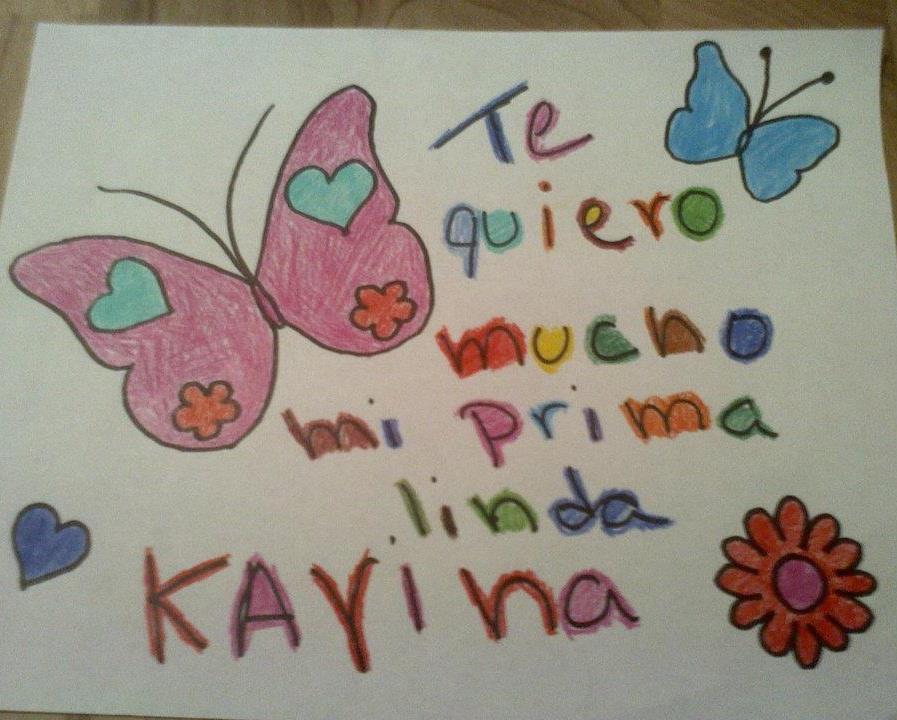 Te
quiero
mucho
mi prima
linda
KAYina